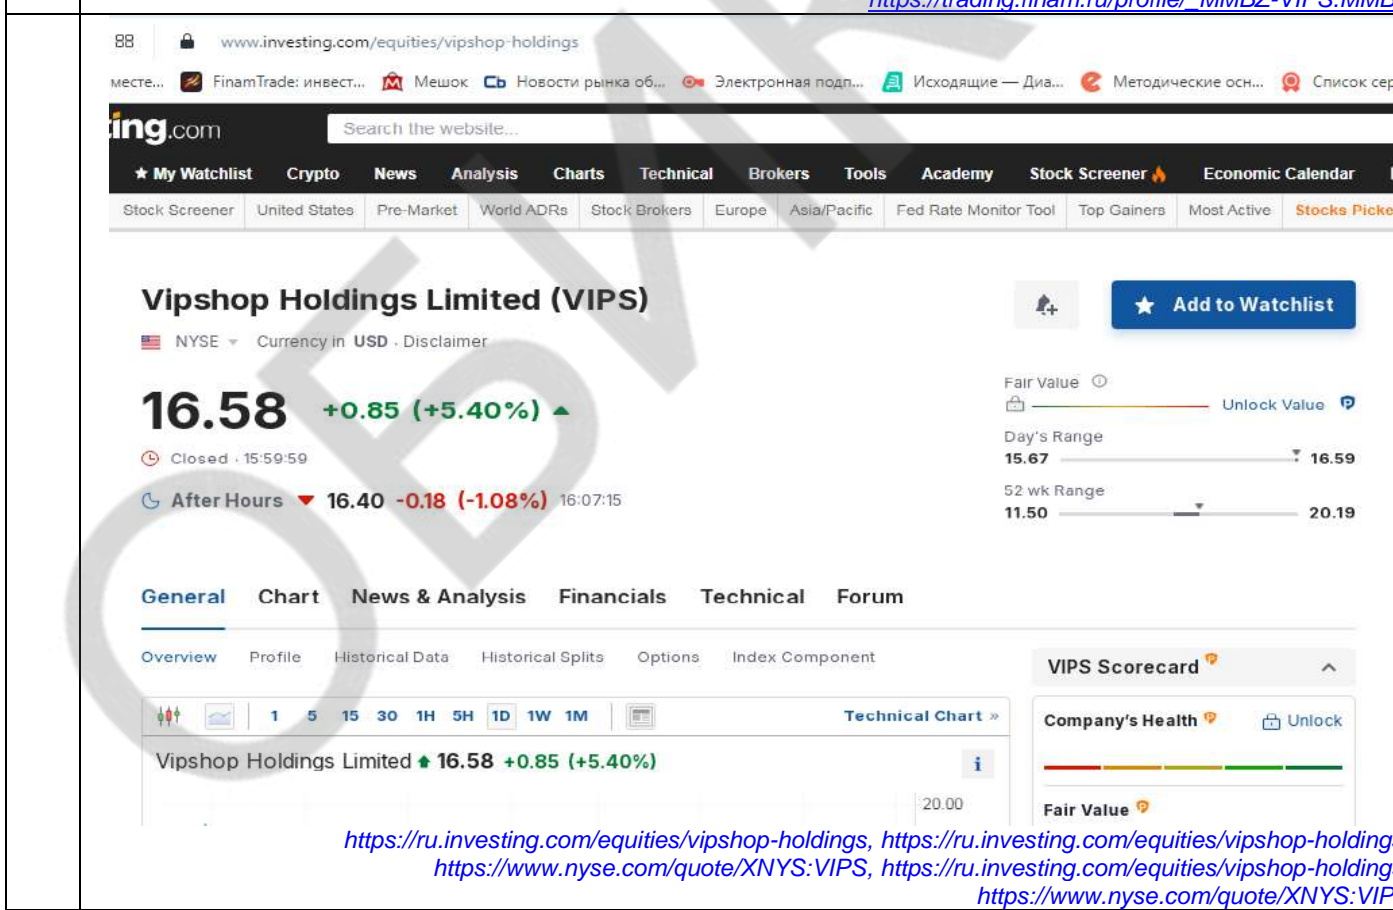 https://trading.finam.ru/profile/_MMBZ-VIPS:MMB
www.investing.com/equities/vipshop-holdings
месте... FinamTrade: инвест... Мешок Сь Новости рынка об... Электронная подп... Исходящие — Диа... Методические осн... Список сер
ing.com Search the website...
★ My Watchlist Crypto News Analysis Charts Technical Brokers Tools Academy Stock Screener Economic Calendar
Stock Screener United States Pre-Market World ADRs Stock Brokers Europe Asia/Pacific Fed Rate Monitor Tool Top Gainers Most Active Stocks Picke
Vipshop Holdings Limited (VIPS)
★ Add to Watchlist
NYSE Currency in USD · Disclaimer
Fair Value
Unlock Value
16.58 +0.85 (+5.40%)
Day's Range
15.67 16.59
Closed · 15:59:59
52 wk Range
11.50 20.19
After Hours 16.40 -0.18 (-1.08%) 16:07:15
General Chart News & Analysis Financials Technical Forum
Overview Profile Historical Data Historical Splits Options Index Component
VIPS Scorecard
1 5 15 30 1H 5H 1D 1W 1M Technical Chart »
Company's Health Unlock
Vipshop Holdings Limited 16.58 +0.85 (+5.40%) i
20.00
Fair Value
https://ru.investing.com/equities/vipshop-holdings, https://ru.investing.com/equities/vipshop-holding
https://www.nyse.com/quote/XNYS:VIPS, https://ru.investing.com/equities/vipshop-holding
https://www.nyse.com/quote/XNYS:VIP